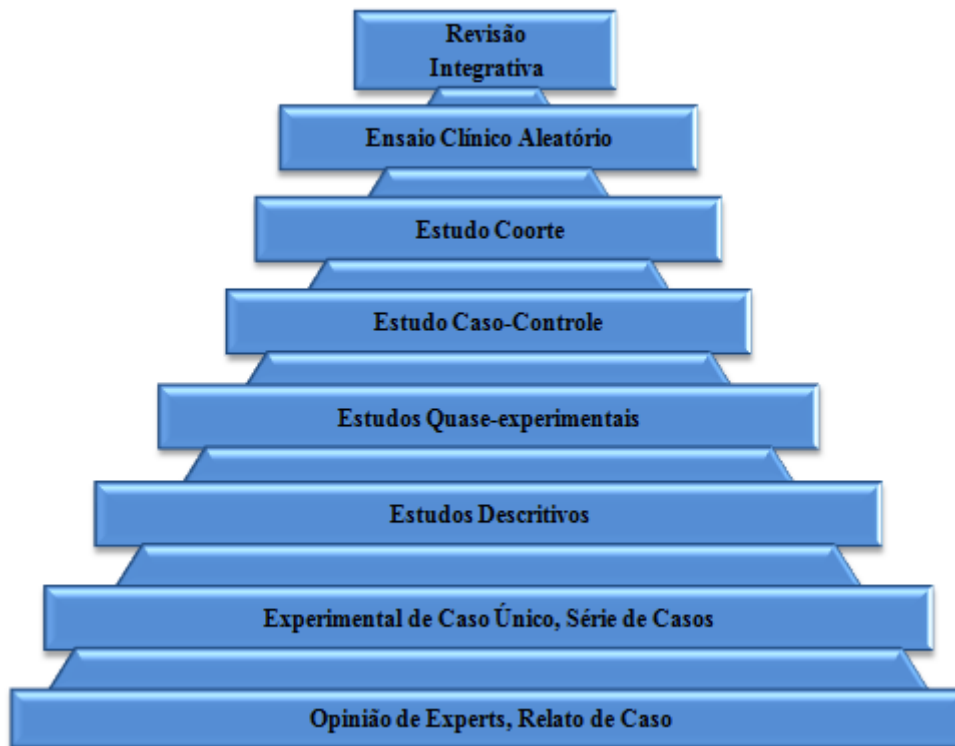 Revisão
Integrativa
Ensaio Clínico Aleatório
Estudo Coorte
Estudo Caso-Controle
Estudos Quase-experimentais
Estudos Descritivos
Experimental de Caso Único, Série de Casos
Opinião de Experts, Relato de Caso